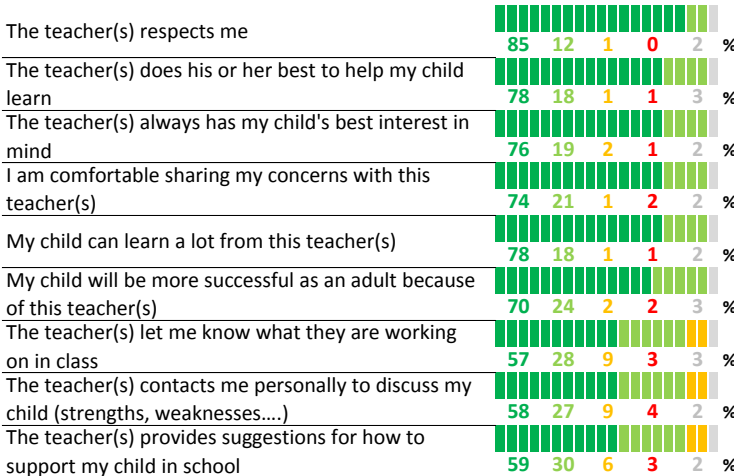 The teacher(s) respects me
85 12 1 0 2 %
The teacher(s) does his or her best to help my child
learn
78 18 1 1 3 %
The teacher(s) always has my child's best interest in
mind
76 19 2 1 2 %
I am comfortable sharing my concerns with this
teacher(s)
74 21 1 2 2 %
My child can learn a lot from this teacher(s)
78 18 1 1 2 %
My child will be more successful as an adult because
of this teacher(s)
70 24 2 2 3 %
The teacher(s) let me know what they are working
on in class
57 28 9 3 3 %
The teacher(s) contacts me personally to discuss my
child (strengths, weaknesses....)
58 27 9 4 2 %
The teacher(s) provides suggestions for how to
support my child in school
59 30 6 3 2 %